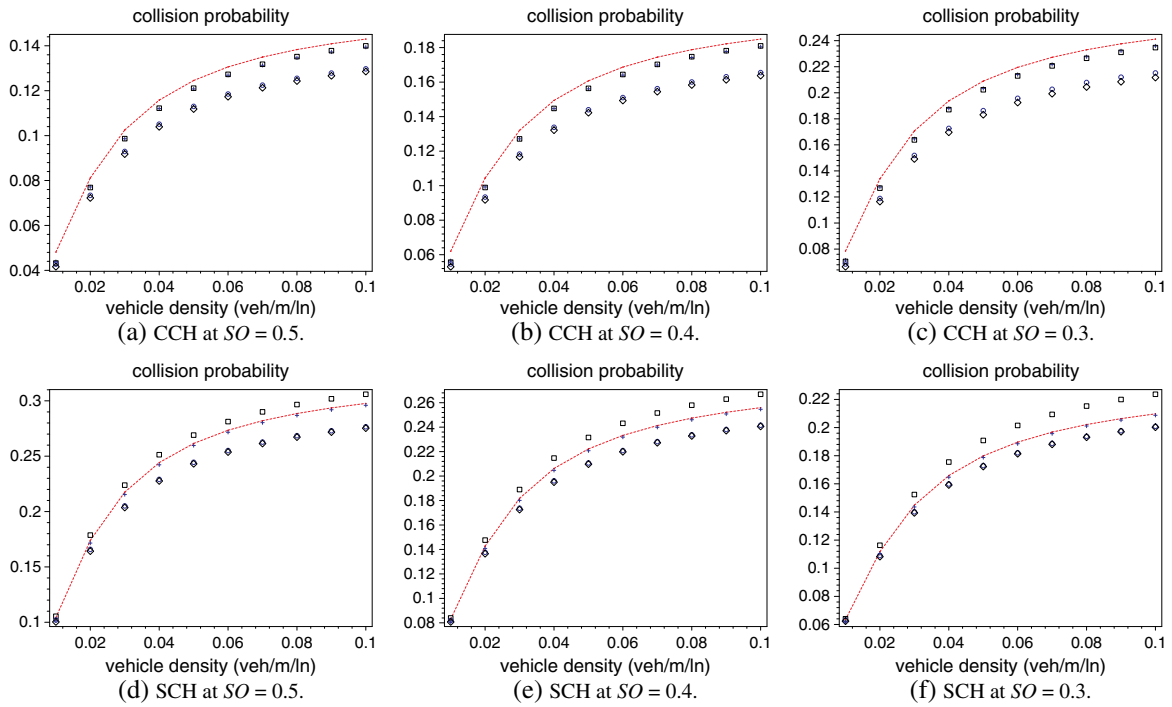 collision probability
0.14
0.12
0.1
0.08
0.06
0.04
0.02 0.04 0.06 0.08 0.1
vehicle density (veh/m/ln)
(a) CCH at SO = 0.5.
collision probability
0.18
0.16
0.14
0.12
0.1
0.08
0.06
0.02 0.04 0.06 0.08 0.1
vehicle density (veh/m/ln)
(b) CCH at SO = 0.4.
collision probability
0.24
0.22
0.2
0.18
0.16
0.14
0.12
0.1
0.08
0.02 0.04 0.06 0.08 0.1
vehicle density (veh/m/ln)
(c) CCH at SO = 0.3.
collision probability
0.3
0.25
0.2
0.15
0.1
0.02 0.04 0.06 0.08 0.1
vehicle density (veh/m/ln)
(d) SCH at SO = 0.5.
collision probability
0.26
0.24
0.22
0.2
0.18
0.16
0.14
0.12
0.1
0.08
0.02 0.04 0.06 0.08 0.1
vehicle density (veh/m/ln)
(e) SCH at SO = 0.4.
collision probability
0.22
0.2
0.18
0.16
0.14
0.12
0.1
0.08
0.06
0.02 0.04 0.06 0.08 0.1
vehicle density (veh/m/ln)
(f) SCH at SO = 0.3.